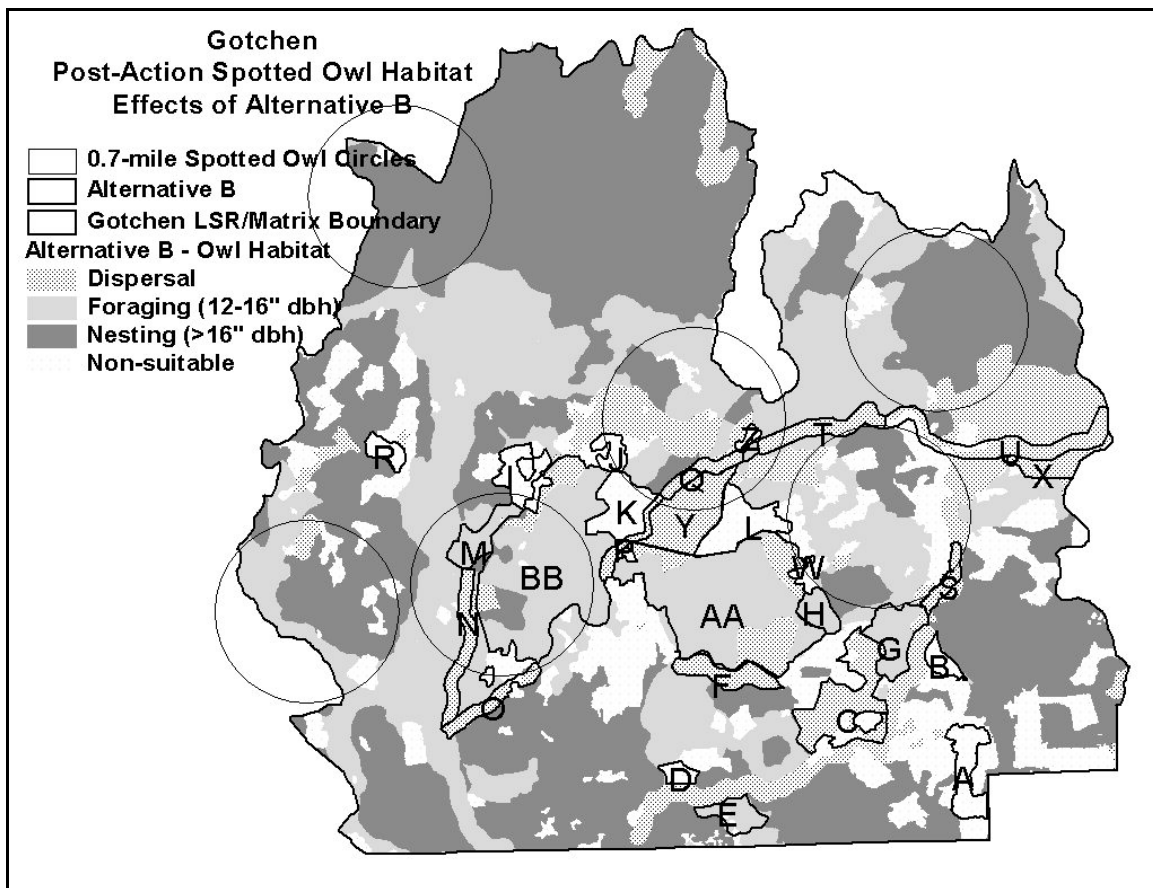 Gotchen
Post-Action Spotted Owl Habitat
Effects of Alternative B
0.7-mile Spotted Owl Circles
Alternative B
Gotchen LSR/Matrix Boundary
Alternative B - Owl Habitat
Dispersal
Foraging (12-16" dbh)
Nesting (>16" dbh)
Non-suitable
Z
T
U
X
R
I
J
J
Q
K
Y
L
M
BB
W
N
AA
H
S
G
B
F
O
C
D
A
E